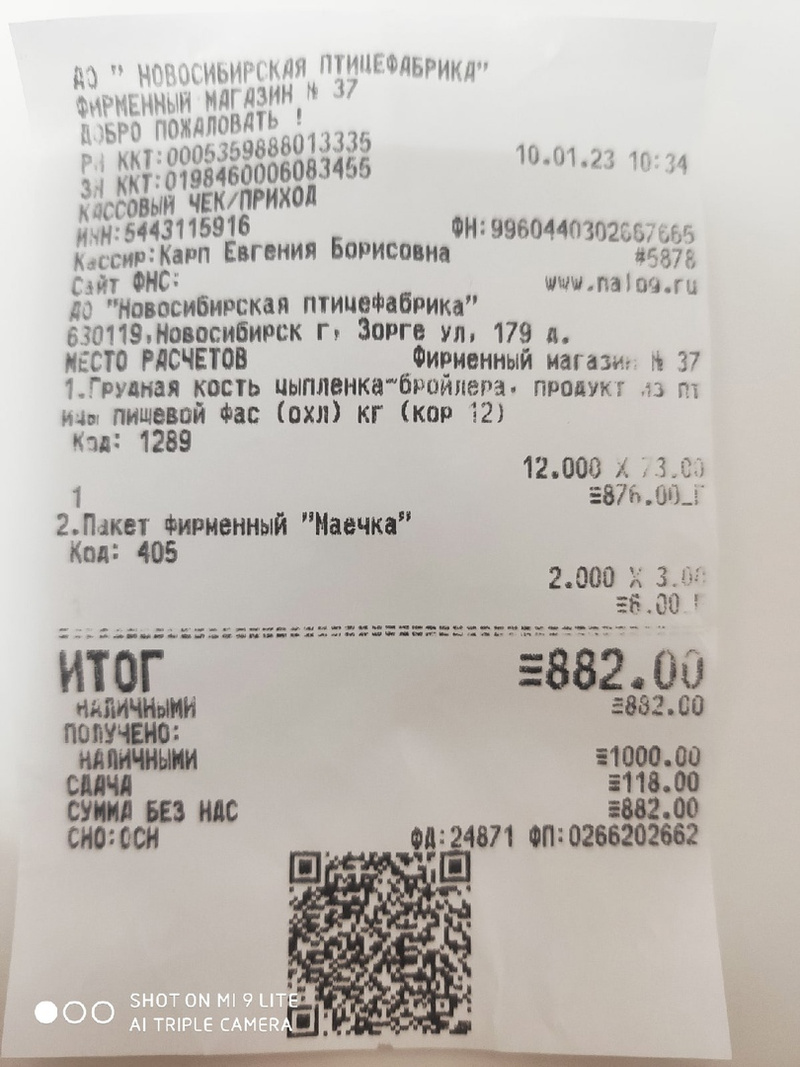 АО " НОВОСИБИРСКАЯ ПТИЦЕФАБРИКА"
ФИРМЕННЫЙ МАГАЗИН № 37
ДОБРО ПОЖАЛОВАТЬ !
РН ККТ:0005359888013335 10.01.23 10:34
ЗН ККТ:0198460006083455
КАССОВЫЙ ЧЕК/ПРИХОД
ИНН:5443115916 ФН:9960440302667665
Кассир:Карп Евгения Борисовна #5878
Сайт ФНС: www.nalog.ru
АО "Новосибирская птицефабрика"
630119,Новосибирск г, Зорге ул, 179 д.
МЕСТО РАСЧЕТОВ Фирменный магазин № 37
1.Грудная кость цыпленка-бройлера. продукт из пт
ицы пищевой фас (охл) кг (кор 12)
Код: 1289
12.000 X 73.00
1 ≡876.00_Г
2.Пакет фирменный "Маечка"
Код: 405
2.000 X 3.00
≡6.00_Г
ИТОГ ≡882.00
НАЛИЧНЫМИ ≡882.00
ПОЛУЧЕНО:
НАЛИЧНЫМИ ≡1000.00
СДАЧА ≡118.00
СУММА БЕЗ НДС ≡882.00
СНО:ОСН ФД:24871 ФП:0266202662
SHOT ON MI 9 LITE
AI TRIPLE CAMERA